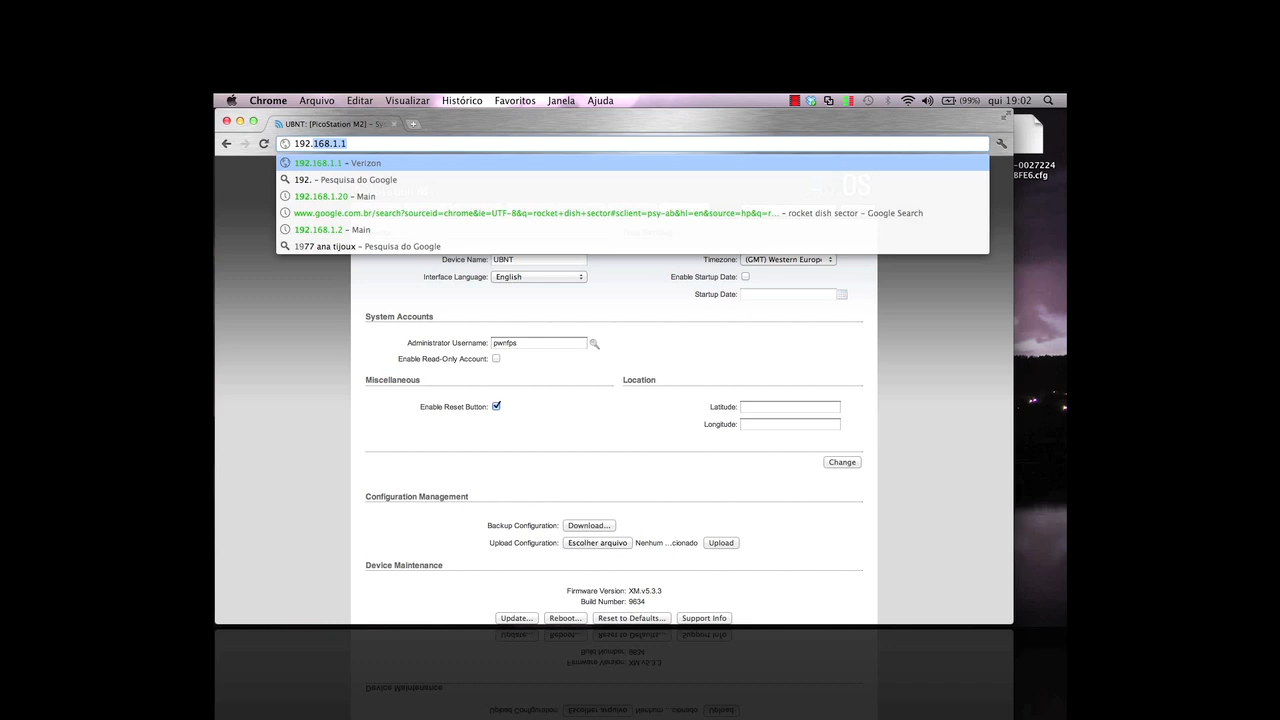 Chrome Arquivo Editar Visualizar Histórico Favoritos Janela Ajuda (99%) qui 19:02
UBNT: [PicoStation M2] – Sy
192.168.1.1
192.168.1.1 – Verizon
192. – Pesquisa do Google
192.168.1.20 – Main
www.google.com.br/search?sourceid=chrome&ie=UTF-8&q=rocket+dish+sector#sclient=psy-ab&hl=en&source=hp&q=r... – rocket dish sector – Google Search
192.168.1.2 – Main
1977 ana tijoux – Pesquisa do Google
OS
-0027224
BFE6.cfg
Device Name: UBNT Timezone: (GMT) Western Europ
Interface Language: English Enable Startup Date:
Startup Date:
System Accounts
Administrator Username: pwnfps
Enable Read-Only Account:
Miscellaneous Location
Enable Reset Button: Latitude:
Longitude:
Change
Configuration Management
Backup Configuration: Download...
Upload Configuration: Escolher arquivo Nenhum ...cionado Upload
Device Maintenance
Firmware Version: XM.v5.3.3
Build Number: 9634
Update... Reboot... Reset to Defaults... Support Info